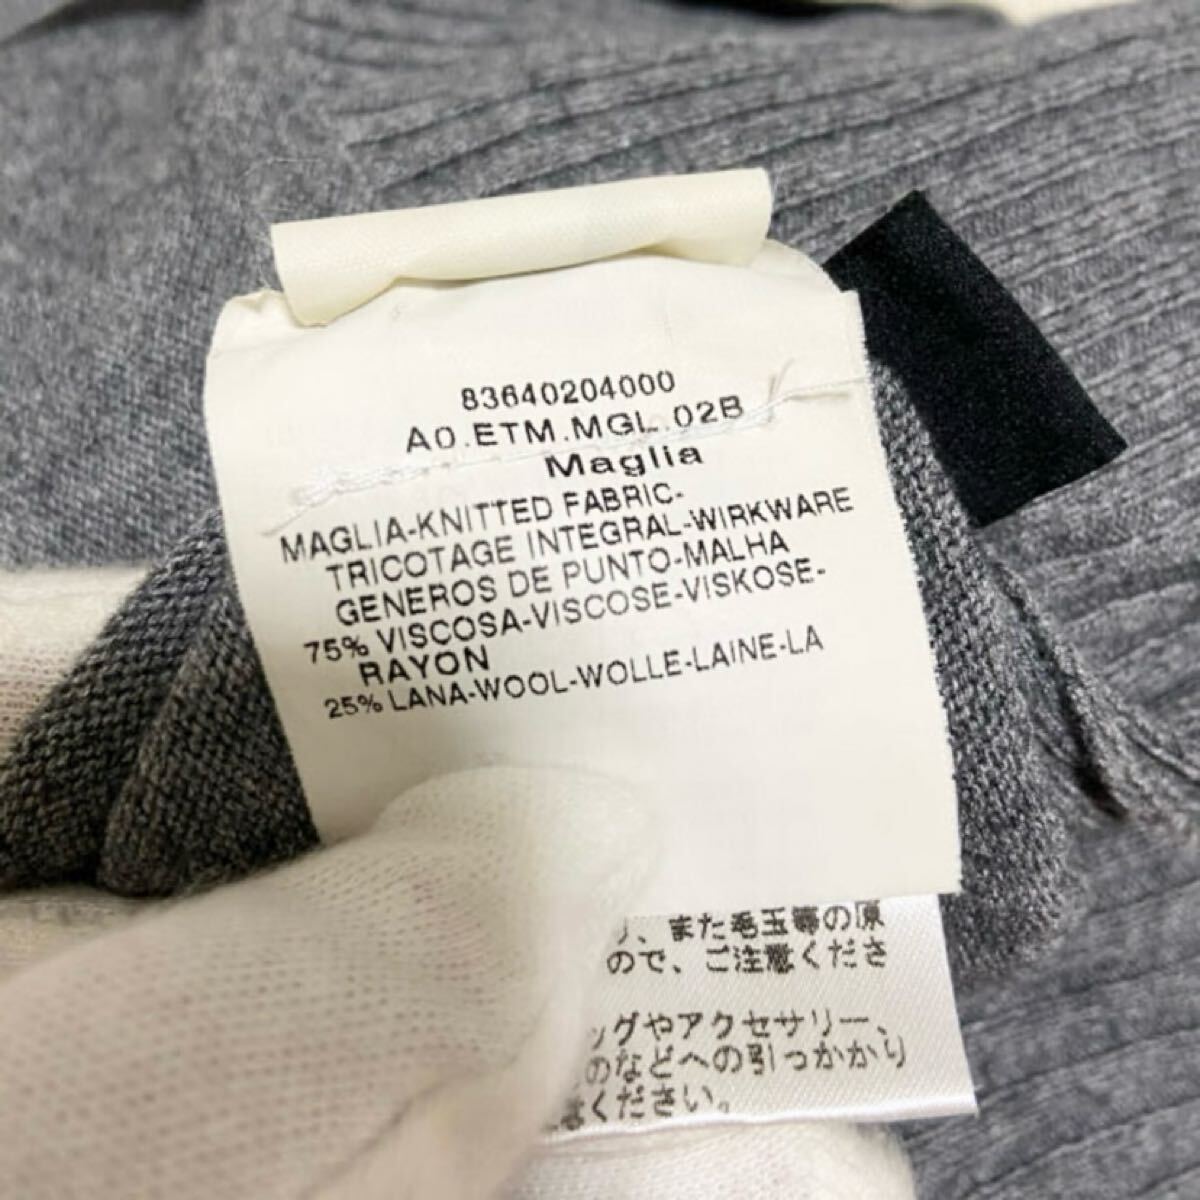 83640204000
A0.ETM.MGL.02B
Maglia
MAGLIA-KNITTED FABRIC-
TRICOTAGE INTEGRAL-WIRKWARE
GENEROS DE PUNTO-MALHA
75% VISCOSA-VISCOSE-VISKOSE-
RAYON
25% LANA-WOOL-WOLLE-LAINE-LA
、また毛玉等の原
ので、ご注意くださ
ッグやアクセサリー、
のなどへの引っかかり
ください。